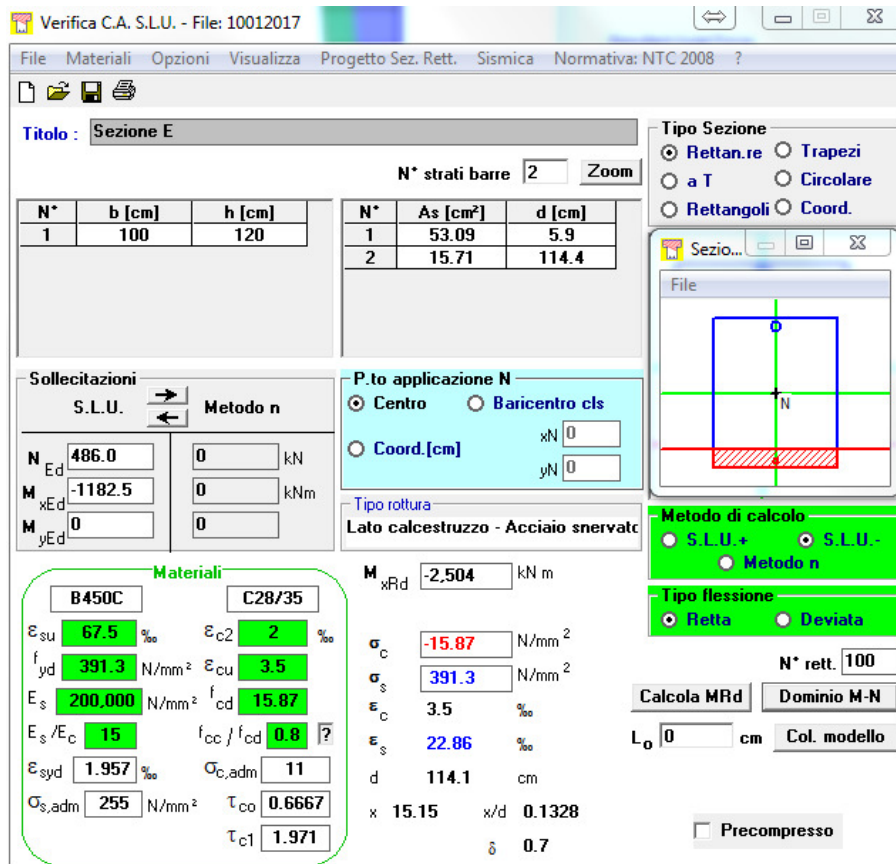 Verifica C.A. S.L.U. - File: 10012017
File Materiali Opzioni Visualizza Progetto Sez. Rett. Sismica Normativa: NTC 2008 ?
Titolo : Sezione E
N° strati barre 2 Zoom
N° b [cm] h [cm]
1 100 120
N° As [cm²] d [cm]
1 53.09 5.9
2 15.71 114.4
Tipo Sezione
Rettan.re Trapezi
a T Circolare
Rettangoli Coord.
Sezio...
File
N
Sollecitazioni
S.L.U. Metodo n
N Ed 486.0 0 kN
M xEd -1182.5 0 kNm
M yEd 0 0
P.to applicazione N
Centro Baricentro cls
Coord.[cm] xN 0
yN 0
Tipo rottura
Lato calcestruzzo - Acciaio snervato
Metodo di calcolo
S.L.U.+ S.L.U.-
Metodo n
Tipo flessione
Retta Deviata
N° rett. 100
Calcola MRd Dominio M-N
L₀ 0 cm Col. modello
Precompresso
Materiali
B450C C28/35
εsu 67.5 ‰ εc2 2 ‰
fyd 391.3 N/mm² εcu 3.5
Es 200,000 N/mm² fcd 15.87
Es/Ec 15 fcc / fcd 0.8 ?
εsyd 1.957 ‰ σc,adm 11
σs,adm 255 N/mm² τco 0.6667
τc1 1.971
M xRd -2,504 kN m
σc -15.87 N/mm²
σs 391.3 N/mm²
εc 3.5 ‰
εs 22.86 ‰
d 114.1 cm
x 15.15 x/d 0.1328
δ 0.7